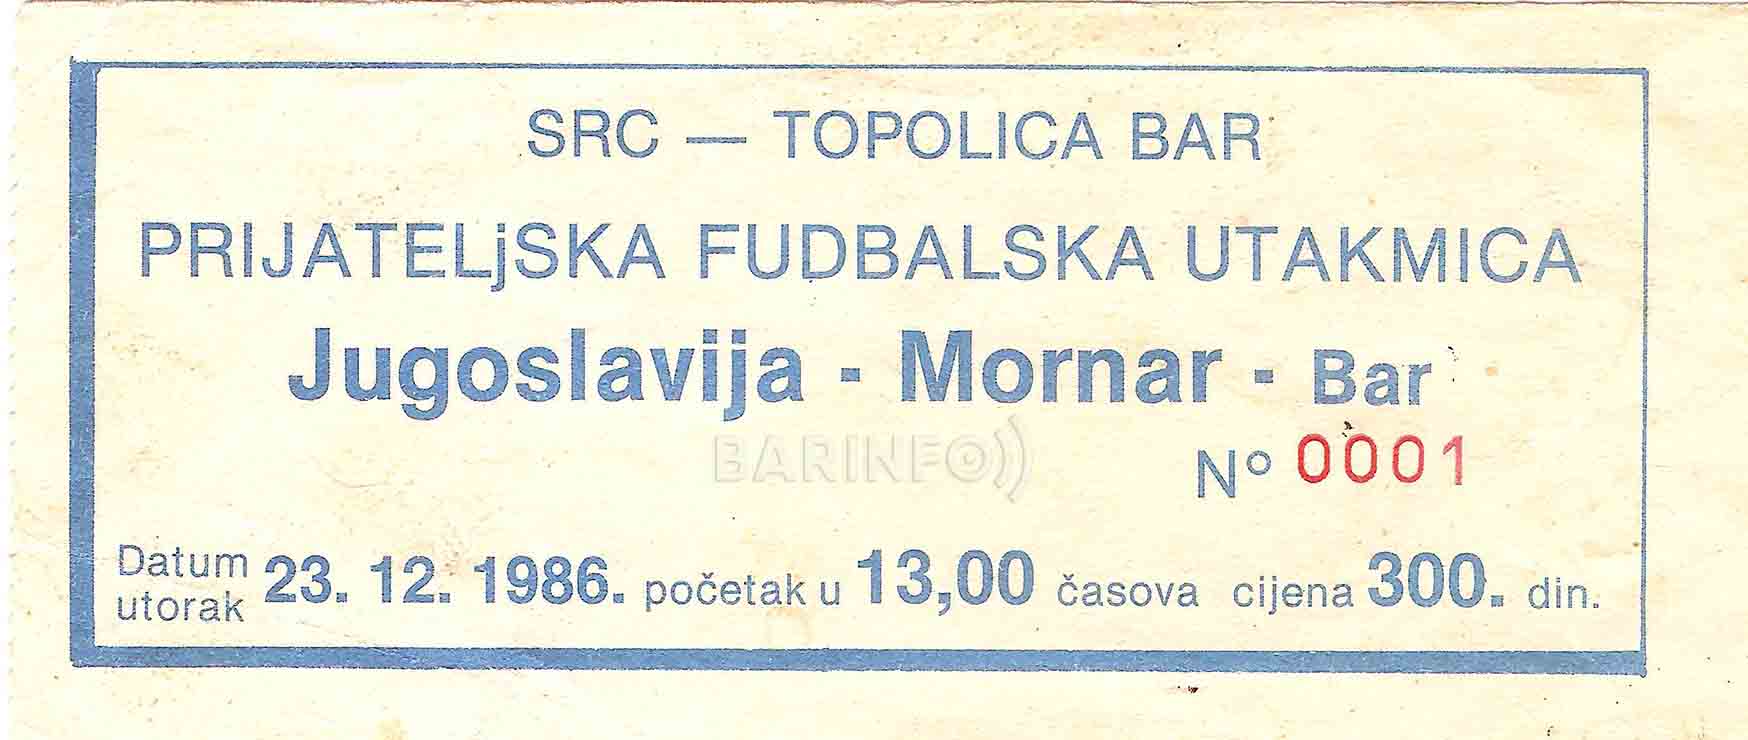 SRC — TOPOLICA BAR
PRIJATELjSKA FUDBALSKA UTAKMICA
Jugoslavija - Mornar - Bar
BARINFO
Nº 0001
Datum utorak 23. 12. 1986. početak u 13,00 časova cijena 300. din.